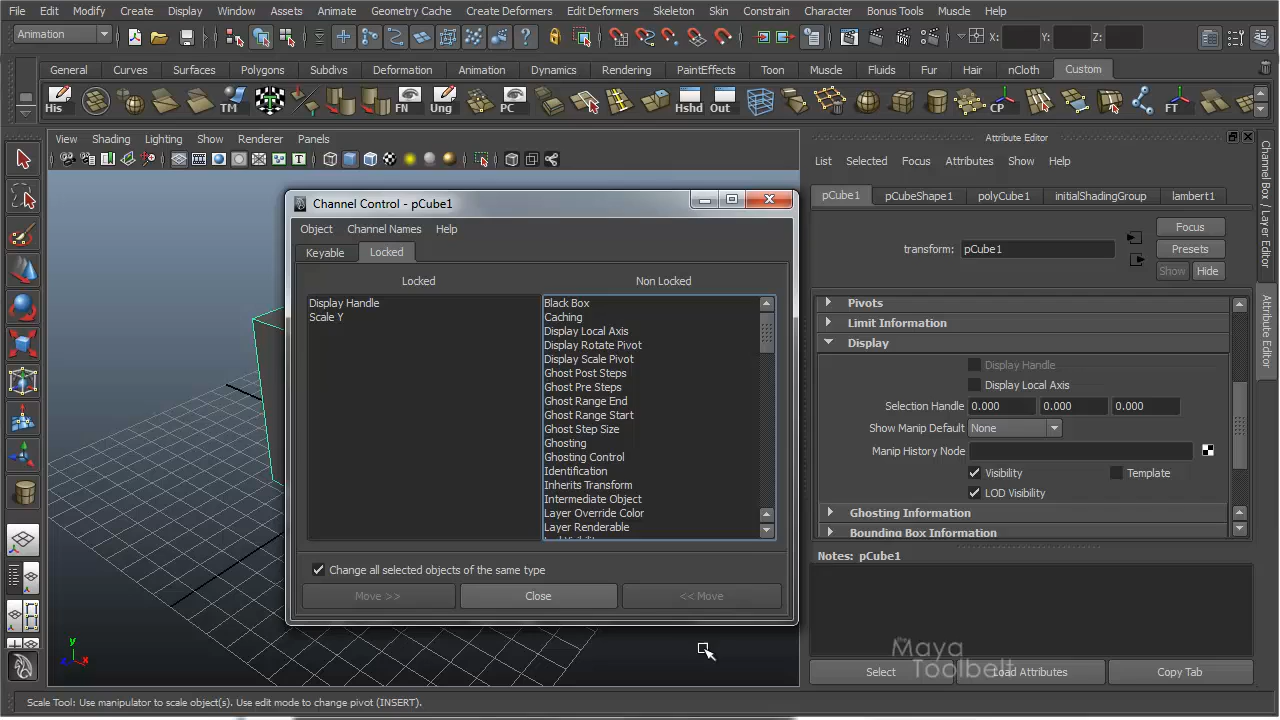 File Edit Modify Create Display Window Assets Animate Geometry Cache Create Deformers Edit Deformers Skeleton Skin Constrain Character Bonus Tools Muscle Help
Animation X: Y: Z:
General Curves Surfaces Polygons Subdivs Deformation Animation Dynamics Rendering PaintEffects Toon Muscle Fluids Fur Hair nCloth Custom
His TM FN Ung PC Hshd Out CP FT
View Shading Lighting Show Renderer Panels
Channel Control - pCube1
Object Channel Names Help
Keyable Locked
Locked Non Locked
Display Handle
Scale Y
Black Box
Caching
Display Local Axis
Display Rotate Pivot
Display Scale Pivot
Ghost Post Steps
Ghost Pre Steps
Ghost Range End
Ghost Range Start
Ghost Step Size
Ghosting
Ghosting Control
Identification
Inherits Transform
Intermediate Object
Layer Override Color
Layer Renderable
Change all selected objects of the same type
Move >> Close << Move
Attribute Editor
List Selected Focus Attributes Show Help
pCube1 pCubeShape1 polyCube1 initialShadingGroup lambert1
Focus
transform: pCube1 Presets
Show Hide
Pivots
Limit Information
Display
Display Handle
Display Local Axis
Selection Handle 0.000 0.000 0.000
Show Manip Default None
Manip History Node
Visibility Template
LOD Visibility
Ghosting Information
Bounding Box Information
Notes: pCube1
the Maya Toolbelt
Select Load Attributes Copy Tab
Channel Box / Layer Editor
Attribute Editor
y
z x
Scale Tool: Use manipulator to scale object(s). Use edit mode to change pivot (INSERT).